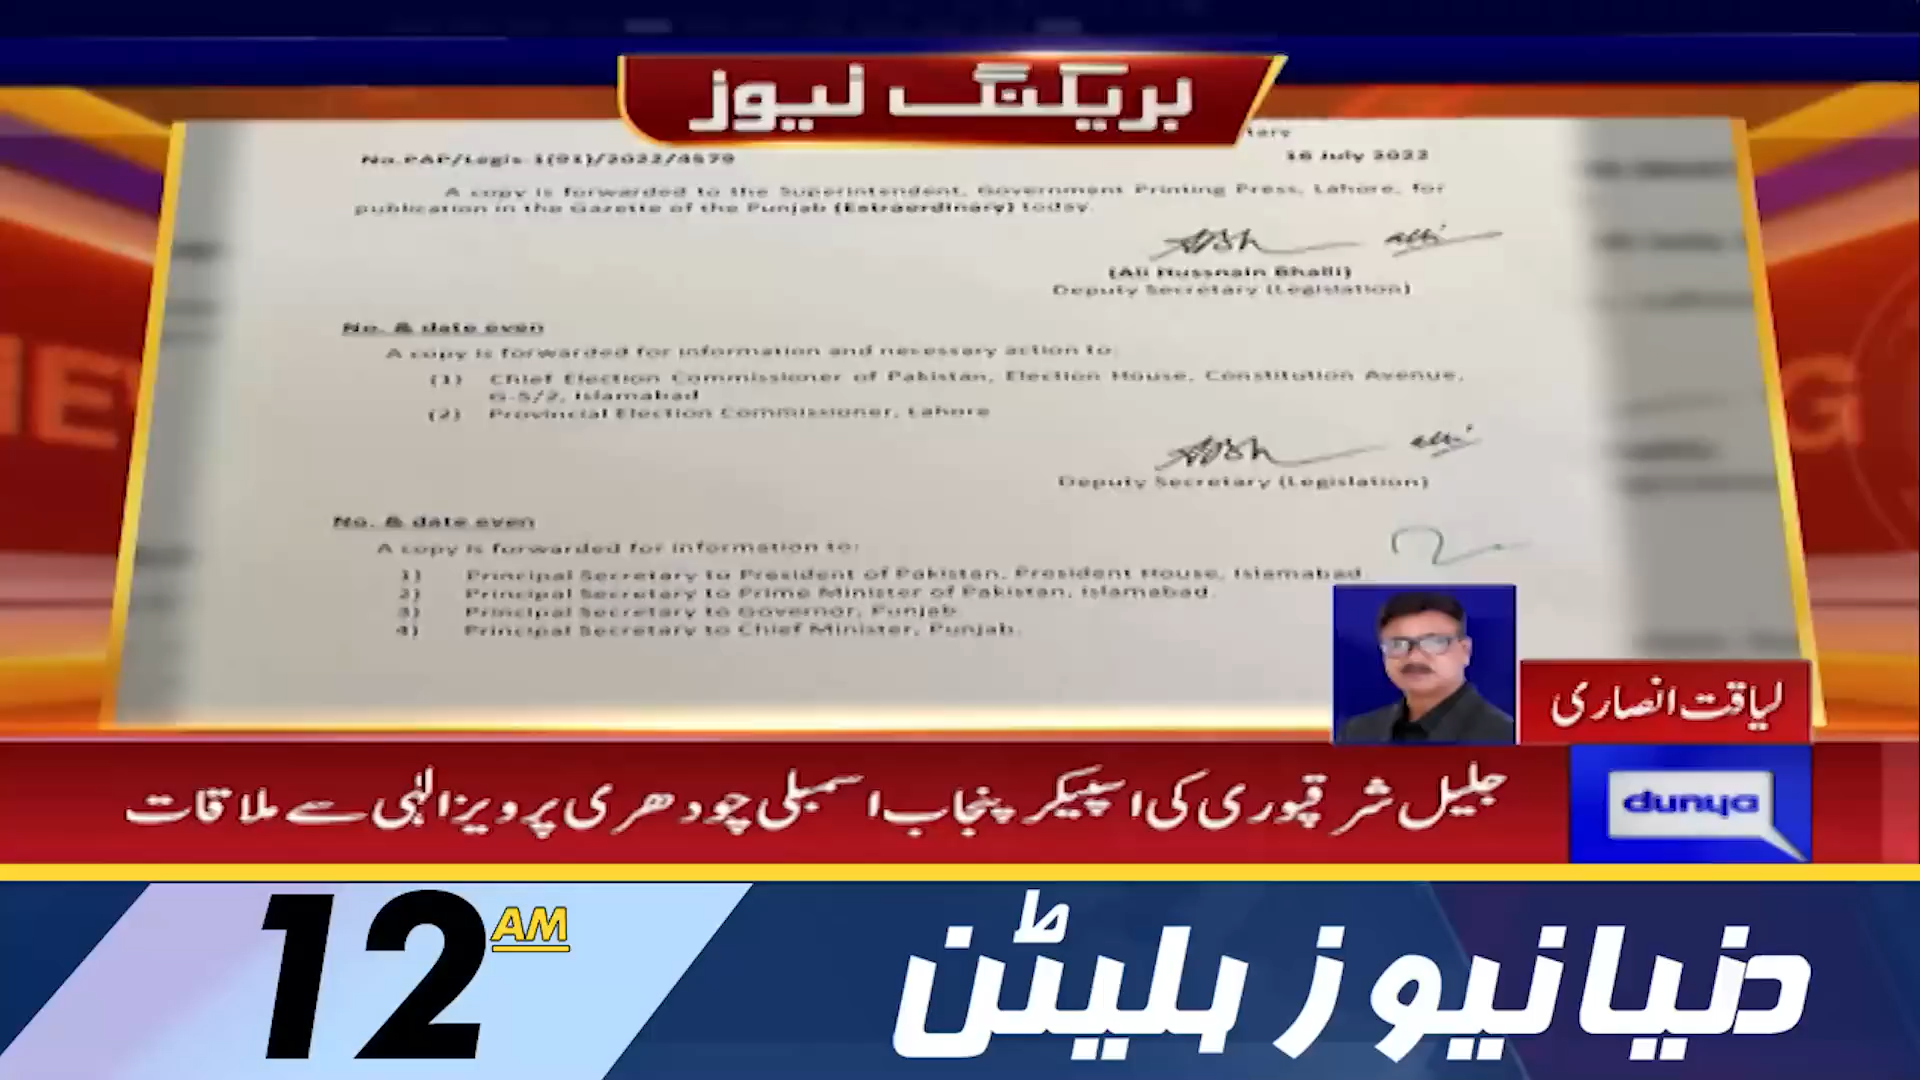 بریکنگ نیوز
No.PAP/Legis-1(91)/2022/4579
16 July 2022
A copy is forwarded to the Superintendent, Government Printing Press, Lahore, for
publication in the Gazette of the Punjab (Extraordinary) today.
(Ali Hussnain Bhalli)
Deputy Secretary (Legislation)
No. & date even
A copy is forwarded for information and necessary action to:
(1) Chief Election Commissioner of Pakistan, Election House, Constitution Avenue,
G-5/2, Islamabad
(2) Provincial Election Commissioner, Lahore
Deputy Secretary (Legislation)
No. & date even
A copy is forwarded for information to:
1) Principal Secretary to President of Pakistan, President House, Islamabad.
2) Principal Secretary to Prime Minister of Pakistan, Islamabad.
3) Principal Secretary to Governor, Punjab.
4) Principal Secretary to Chief Minister, Punjab.
لیاقت انصاری
جلیل شرقپوری کی اسپیکر پنجاب اسمبلی چودھری پرویزالٰہی سے ملاقات
dunya
12 AM
دنیا نیوز بلیٹن